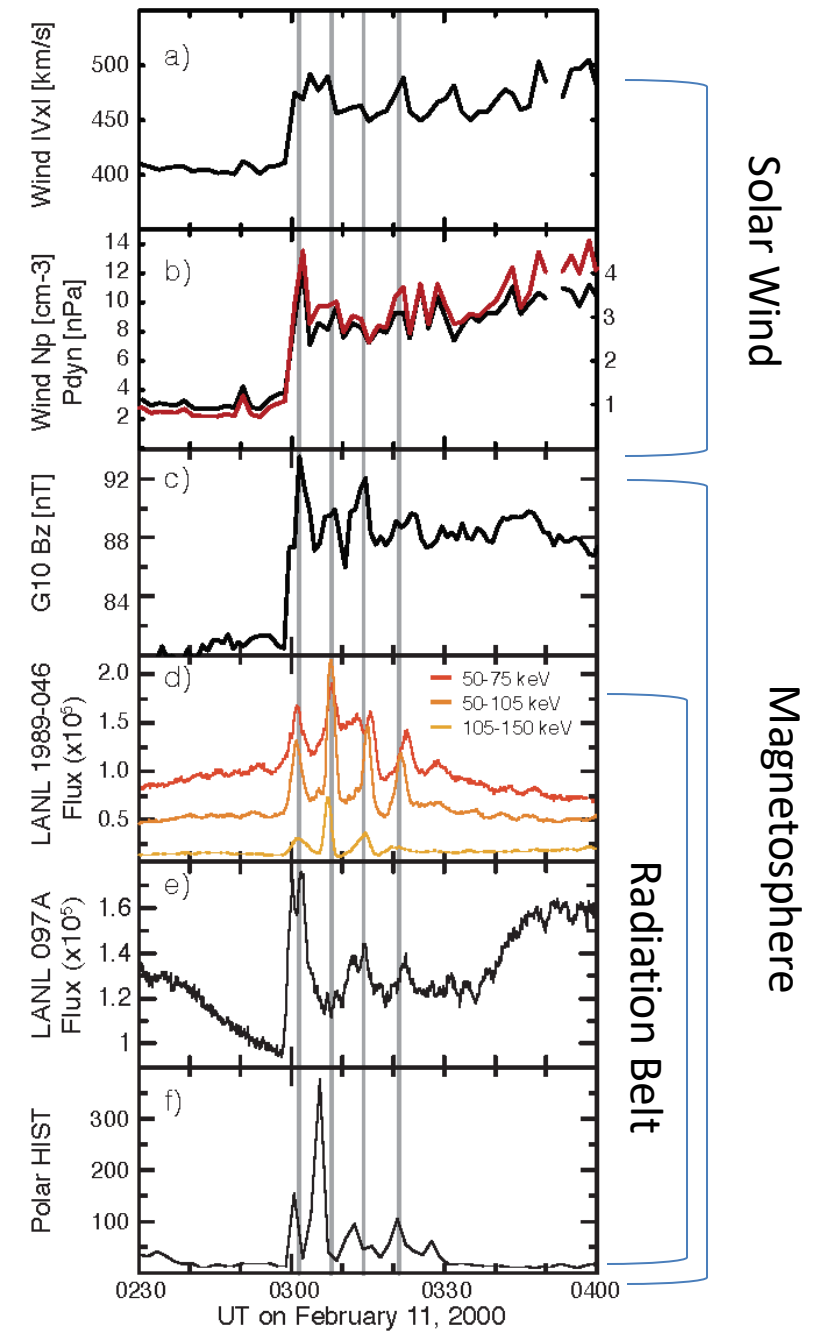 a)
Wind |Vx| [km/s]
500
450
400
b)
Wind Np [cm-3]
Pdyn [nPa]
14
12
10
8
6
4
2
4
3
2
1
Solar Wind
c)
G10 Bz [nT]
92
88
84
d)
LANL 1989-046
Flux (x10⁵)
2.0
1.5
1.0
0.5
50-75 keV
50-105 keV
105-150 keV
e)
LANL 097A
Flux (x10⁵)
1.6
1.4
1.2
1
f)
Polar HIST
300
200
100
Radiation Belt
Magnetosphere
0230 0300 0330 0400
UT on February 11, 2000